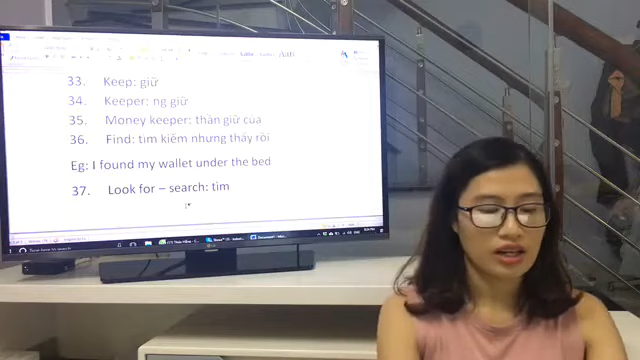 33. Keep: giữ
34. Keeper: ng giữ
35. Money keeper: thần giữ của
36. Find: tìm kiếm nhưng thấy rồi
Eg: I found my wallet under the bed
37. Look for – search: tìm